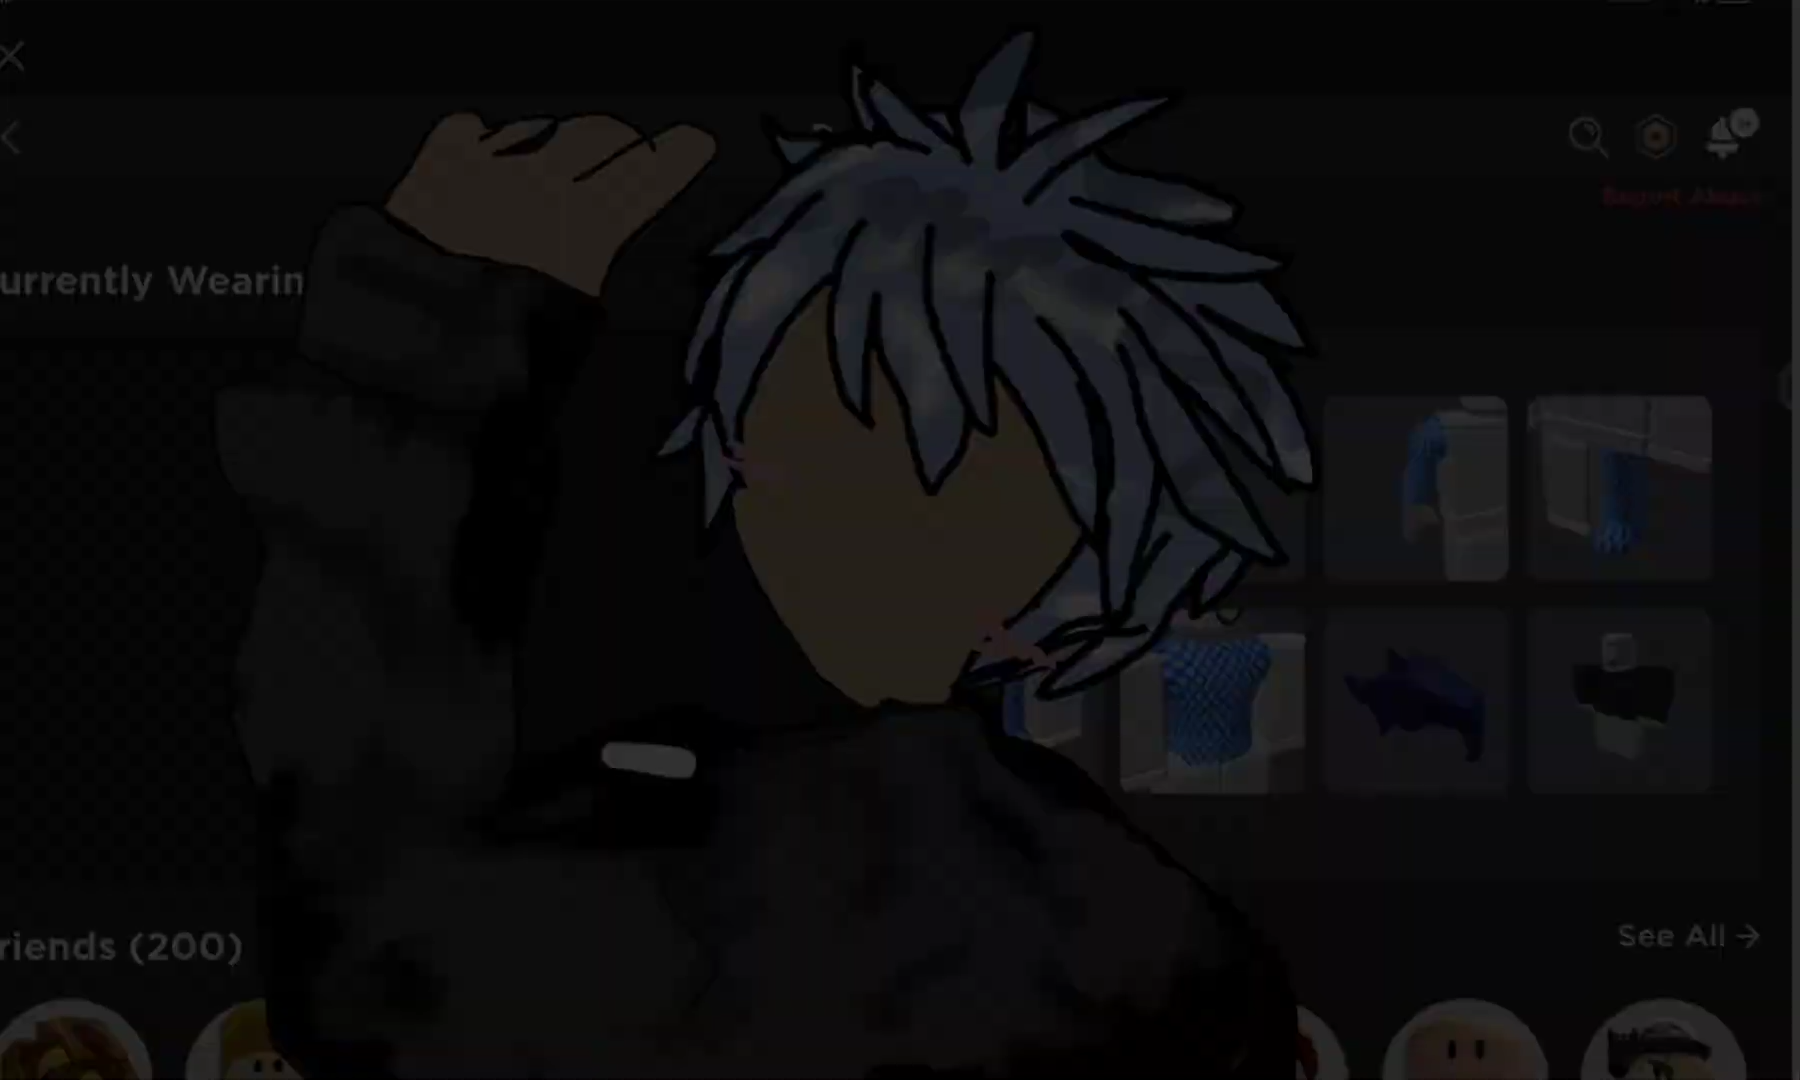 urrently Wearin
riends (200)
See All →